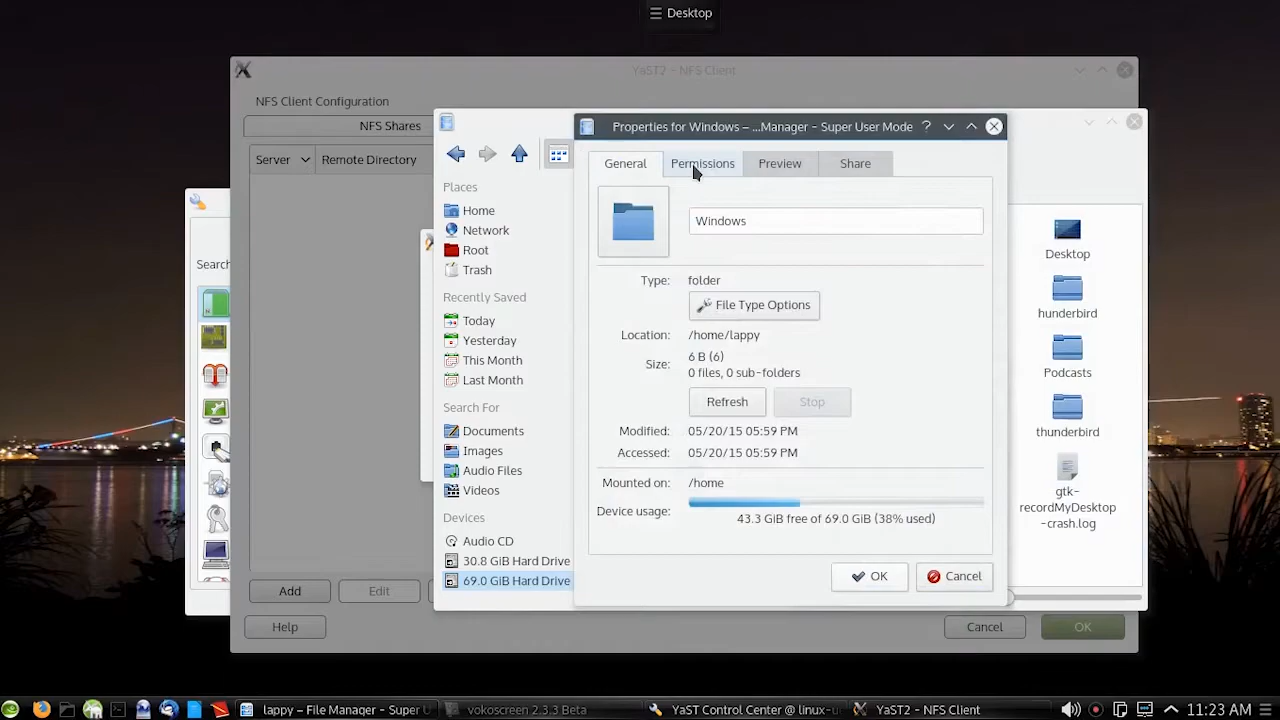 Desktop
YaST2 - NFS Client
NFS Client Configuration
NFS Shares
Server
Remote Directory
Search
Properties for Windows – ...Manager – Super User Mode
?
Places
Home
Network
Root
Trash
Recently Saved
Today
Yesterday
This Month
Last Month
Search For
Documents
Images
Audio Files
Videos
Devices
Audio CD
30.8 GiB Hard Drive
69.0 GiB Hard Drive
General
Permissions
Preview
Share
Windows
Type:
folder
File Type Options
Location:
/home/lappy
Size:
6 B (6)
0 files, 0 sub-folders
Refresh
Stop
Modified:
05/20/15 05:59 PM
Accessed:
05/20/15 05:59 PM
Mounted on:
/home
Device usage:
43.3 GiB free of 69.0 GiB (38% used)
OK
Cancel
Desktop
hunderbird
Podcasts
thunderbird
gtk-
recordMyDesktop
-crash.log
Add
Edit
Help
Cancel
OK
lappy – File Manager – Super U
vokoscreen 2.3.3 Beta
YaST Control Center @ linux-u
YaST2 - NFS Client
11:23 AM